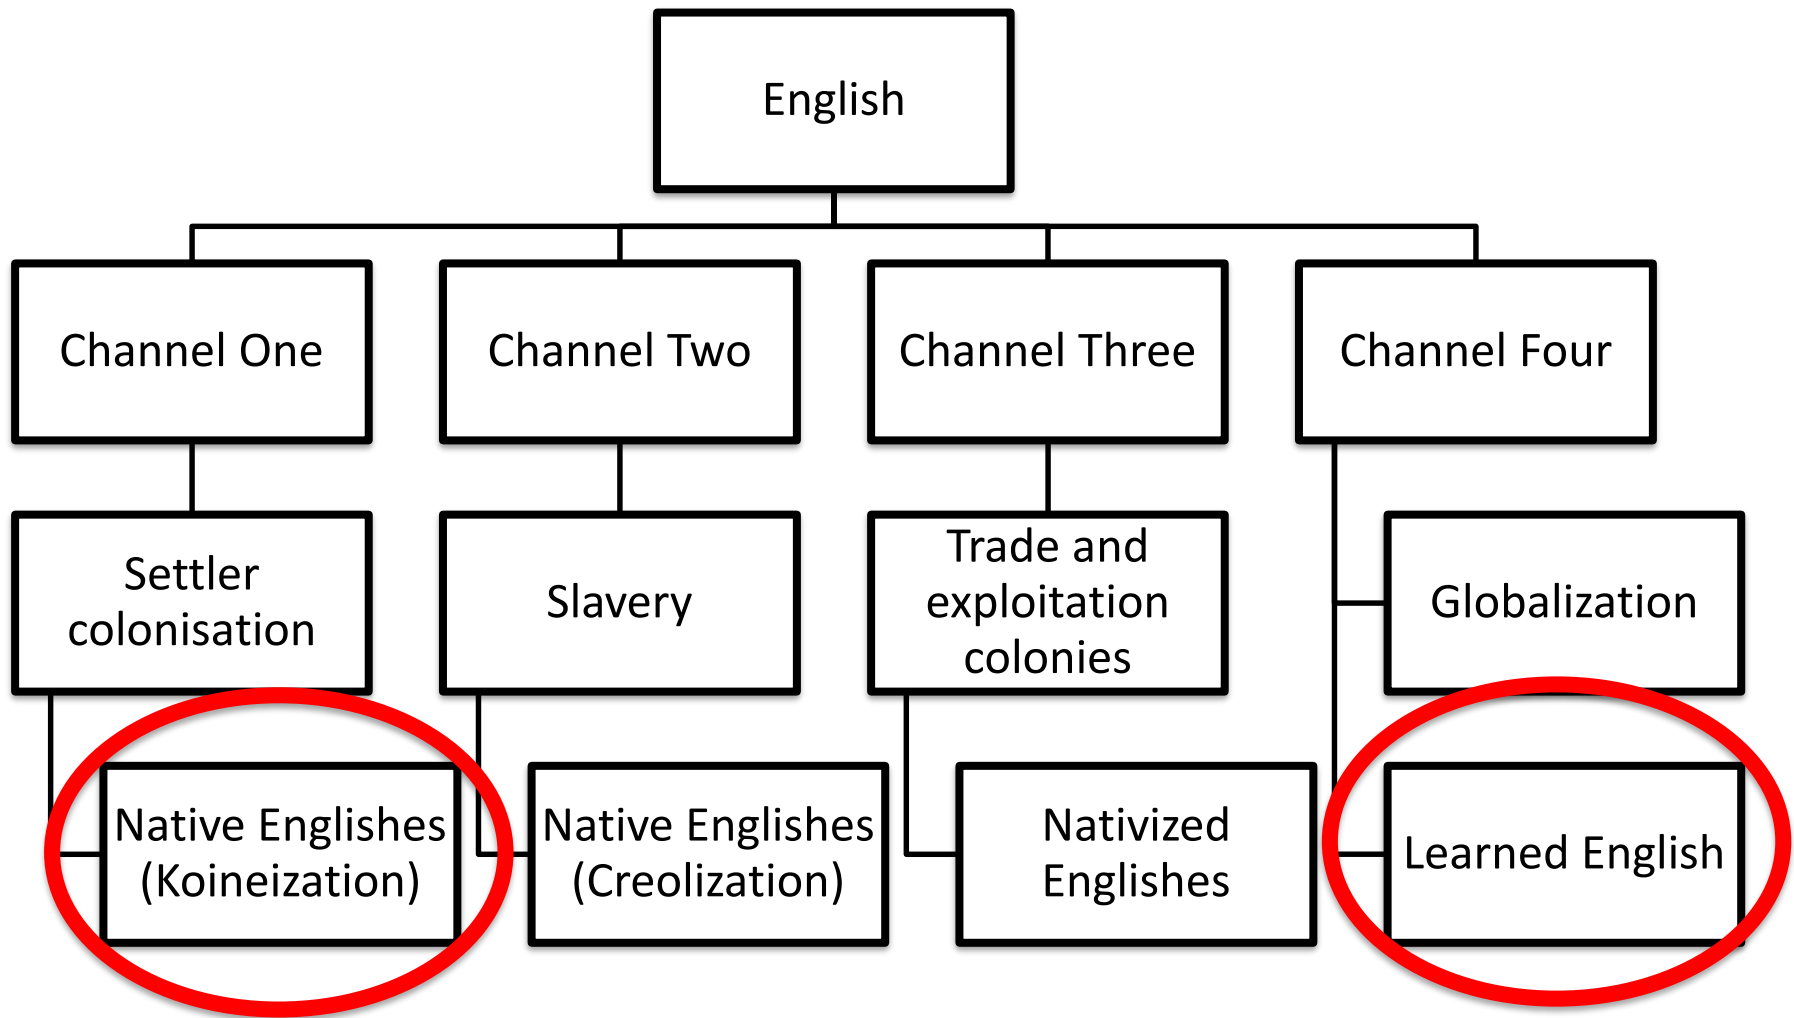 English
Channel One
Channel Two
Channel Three
Channel Four
Settler
colonisation
Slavery
Trade and
exploitation
colonies
Globalization
Native Englishes
(Koineization)
Native Englishes
(Creolization)
Nativized
Englishes
Learned English